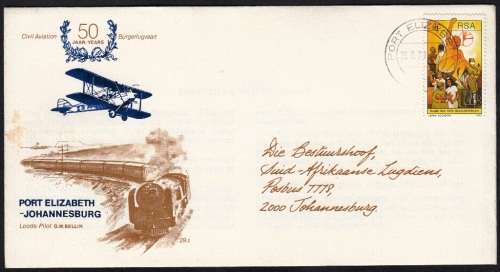 Civil Aviation 50 Burgerlugvaart
JAAR-YEARS
PORT ELIZABETH
-JOHANNESBURG
Loods Pilot G.W. BELLIN
PORT ELIZABETH
RSA
Die Bestuurshoof,
Suid-Afrikaanse Lugdiens,
Posbus 7778,
2000 Johannesburg.